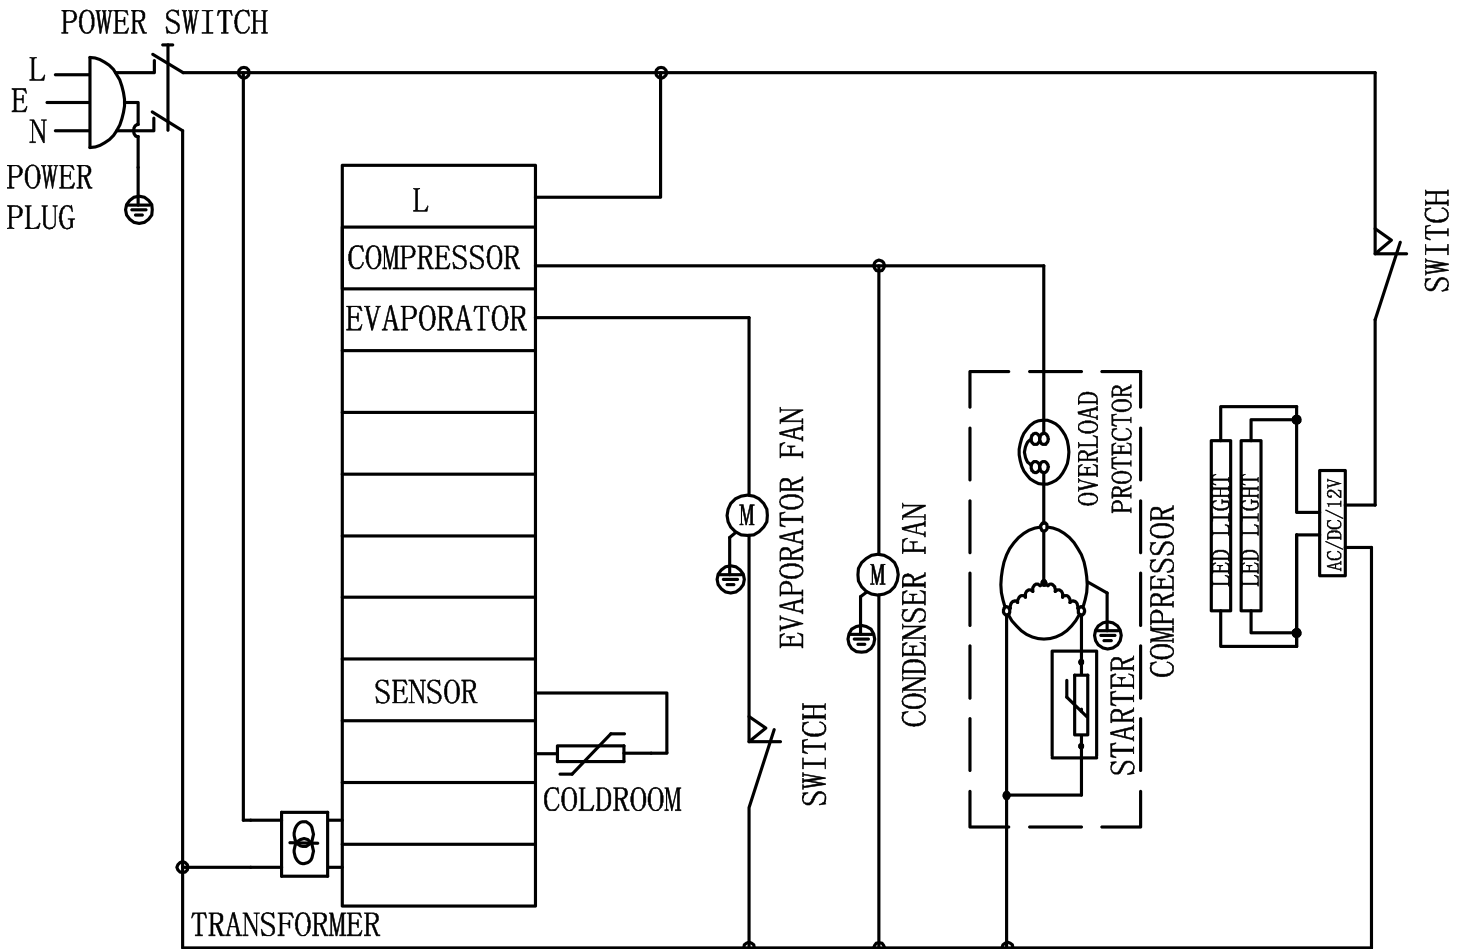 POWER SWITCH
L
E
N
POWER
PLUG
L
COMPRESSOR
EVAPORATOR
SENSOR
COLDROOM
TRANSFORMER
M
EVAPORATOR FAN
SWITCH
M
CONDENSER FAN
OVERLOAD
PROTECTOR
COMPRESSOR
STARTER
LED LIGHT
LED LIGHT
AC/DC/12V
SWITCH